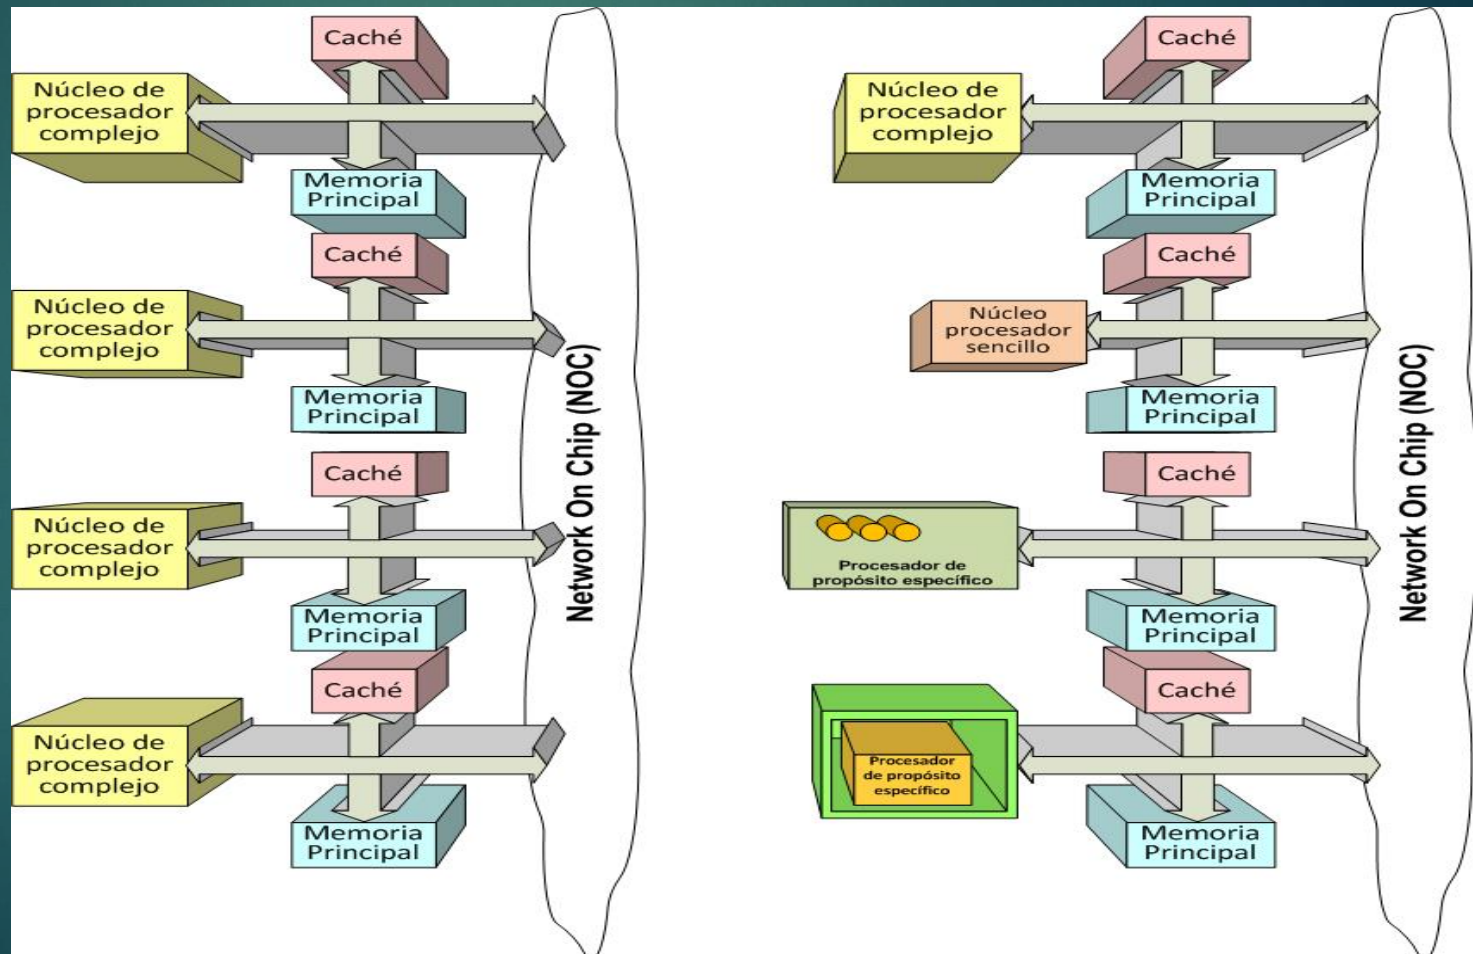 Caché
Núcleo de
procesador
complejo
Memoria
Principal
Caché
Núcleo de
procesador
complejo
Memoria
Principal
Caché
Núcleo de
procesador
complejo
Memoria
Principal
Caché
Núcleo de
procesador
complejo
Memoria
Principal
Network On Chip (NOC)
Caché
Núcleo de
procesador
complejo
Memoria
Principal
Caché
Núcleo
procesador
sencillo
Memoria
Principal
Caché
Procesador de
propósito específico
Memoria
Principal
Caché
Procesador
de propósito
específico
Memoria
Principal
Network On Chip (NOC)